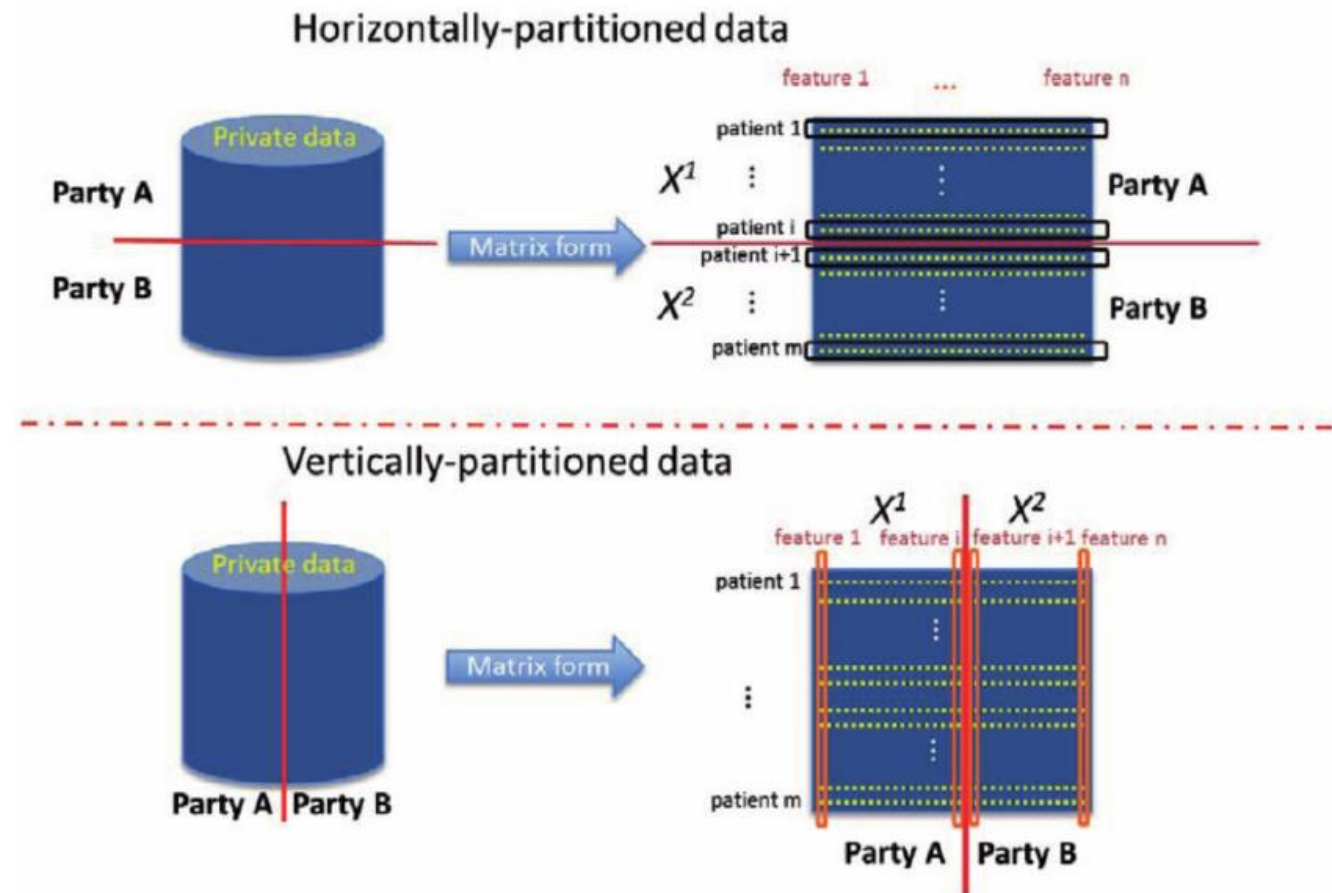 Horizontally-partitioned data
feature 1 ... feature n
Private data
patient 1
Party A
X¹ ⋮ ⋮
Party A
patient i
Matrix form
patient i+1
Party B
X² ⋮ ⋮
Party B
patient m
Vertically-partitioned data
X¹ X²
feature 1 feature i feature i+1 feature n
Private data
patient 1
⋮
Matrix form
⋮
⋮
patient m
Party A Party B
Party A Party B